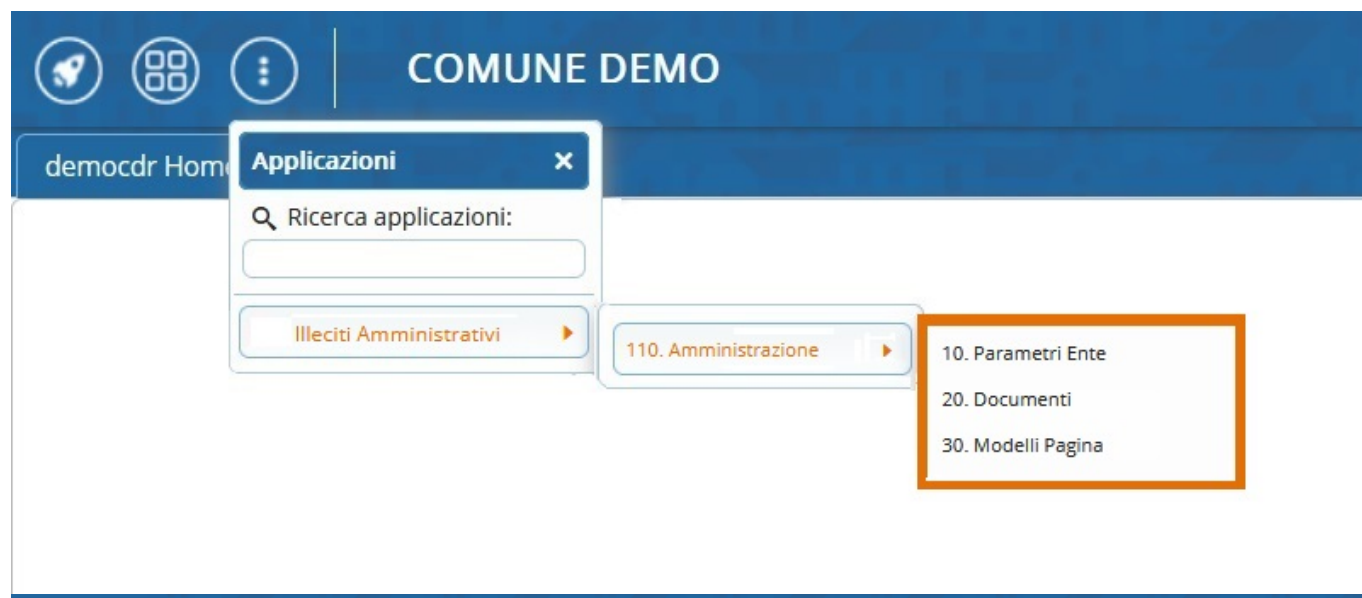 COMUNE DEMO
democdr Home
Applicazioni
Ricerca applicazioni:
Illeciti Amministrativi
110. Amministrazione
10. Parametri Ente
20. Documenti
30. Modelli Pagina